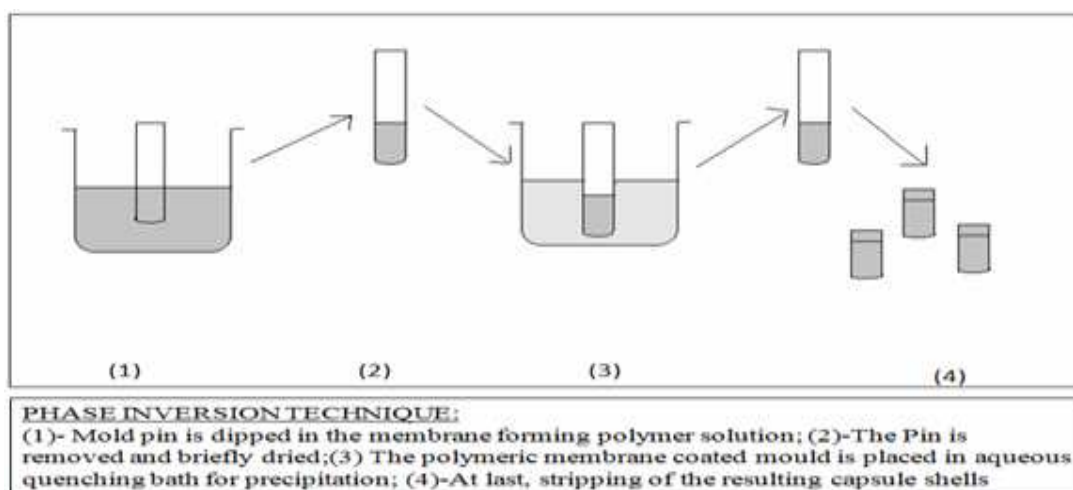 (1) (2) (3) (4)
PHASE INVERSION TECHNIQUE:
(1)- Mold pin is dipped in the membrane forming polymer solution; (2)-The Pin is
removed and briefly dried;(3) The polymeric membrane coated mould is placed in aqueous
quenching bath for precipitation; (4)-At last, stripping of the resulting capsule shells